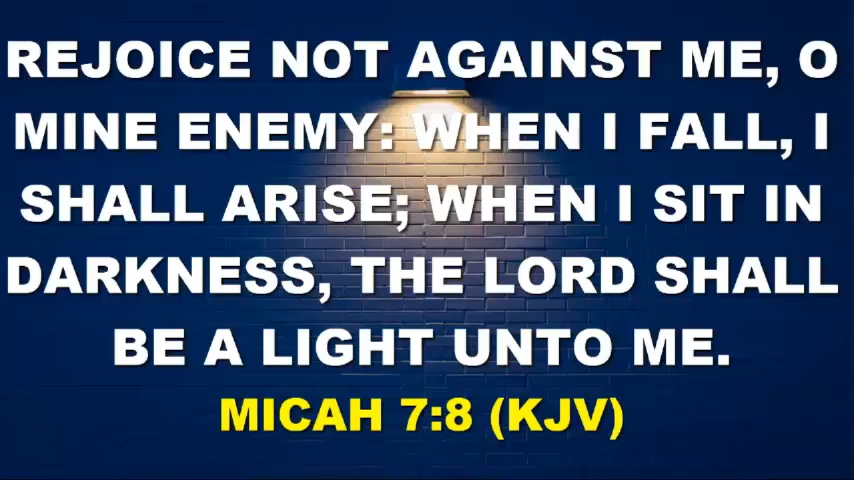 REJOICE NOT AGAINST ME, O
MINE ENEMY: WHEN I FALL, I
SHALL ARISE; WHEN I SIT IN
DARKNESS, THE LORD SHALL
BE A LIGHT UNTO ME.
MICAH 7:8 (KJV)